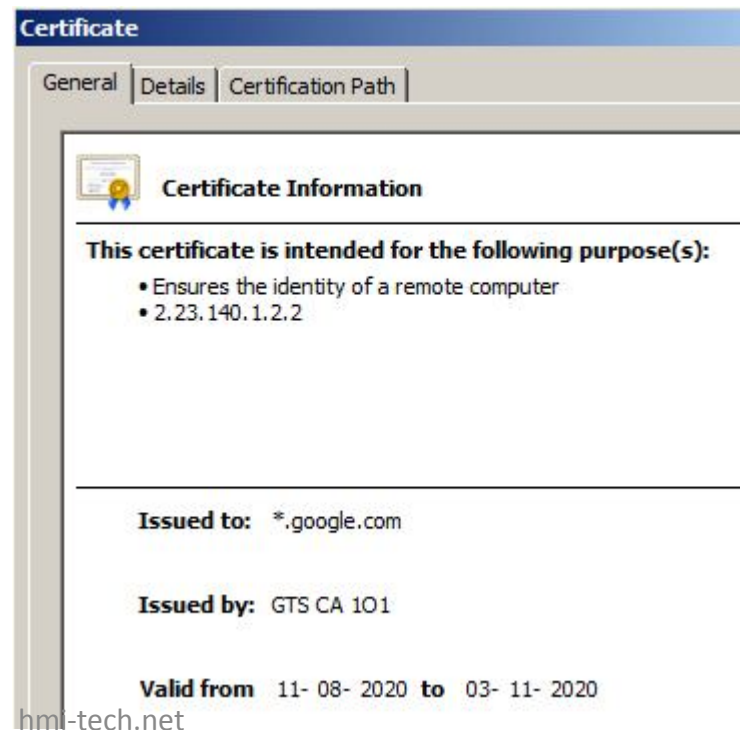 Certificate
General Details Certification Path
Certificate Information
This certificate is intended for the following purpose(s):
• Ensures the identity of a remote computer
• 2.23.140.1.2.2
Issued to: *.google.com
Issued by: GTS CA 1O1
Valid from 11- 08- 2020 to 03- 11- 2020
hmi-tech.net